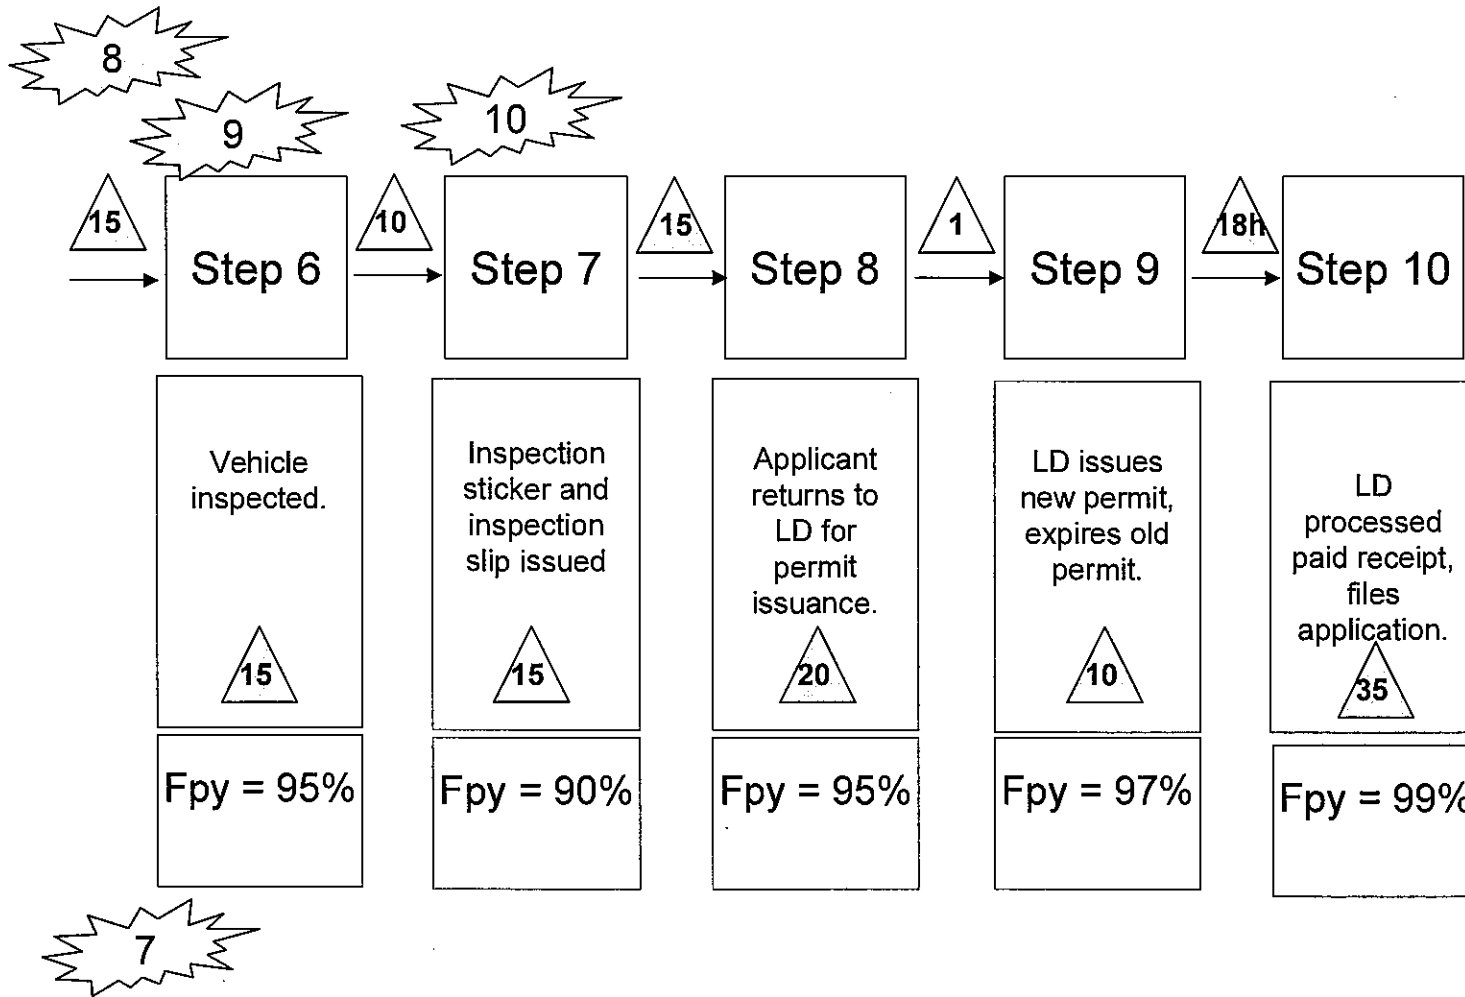 8
9
10
15
10
15
1
18h
Step 6
Step 7
Step 8
Step 9
Step 10
Vehicle
inspected.
15
Inspection
sticker and
inspection
slip issued
15
Applicant
returns to
LD for
permit
issuance.
20
LD issues
new permit,
expires old
permit.
10
LD
processed
paid receipt,
files
application.
35
Fpy = 95%
Fpy = 90%
Fpy = 95%
Fpy = 97%
Fpy = 99%
7